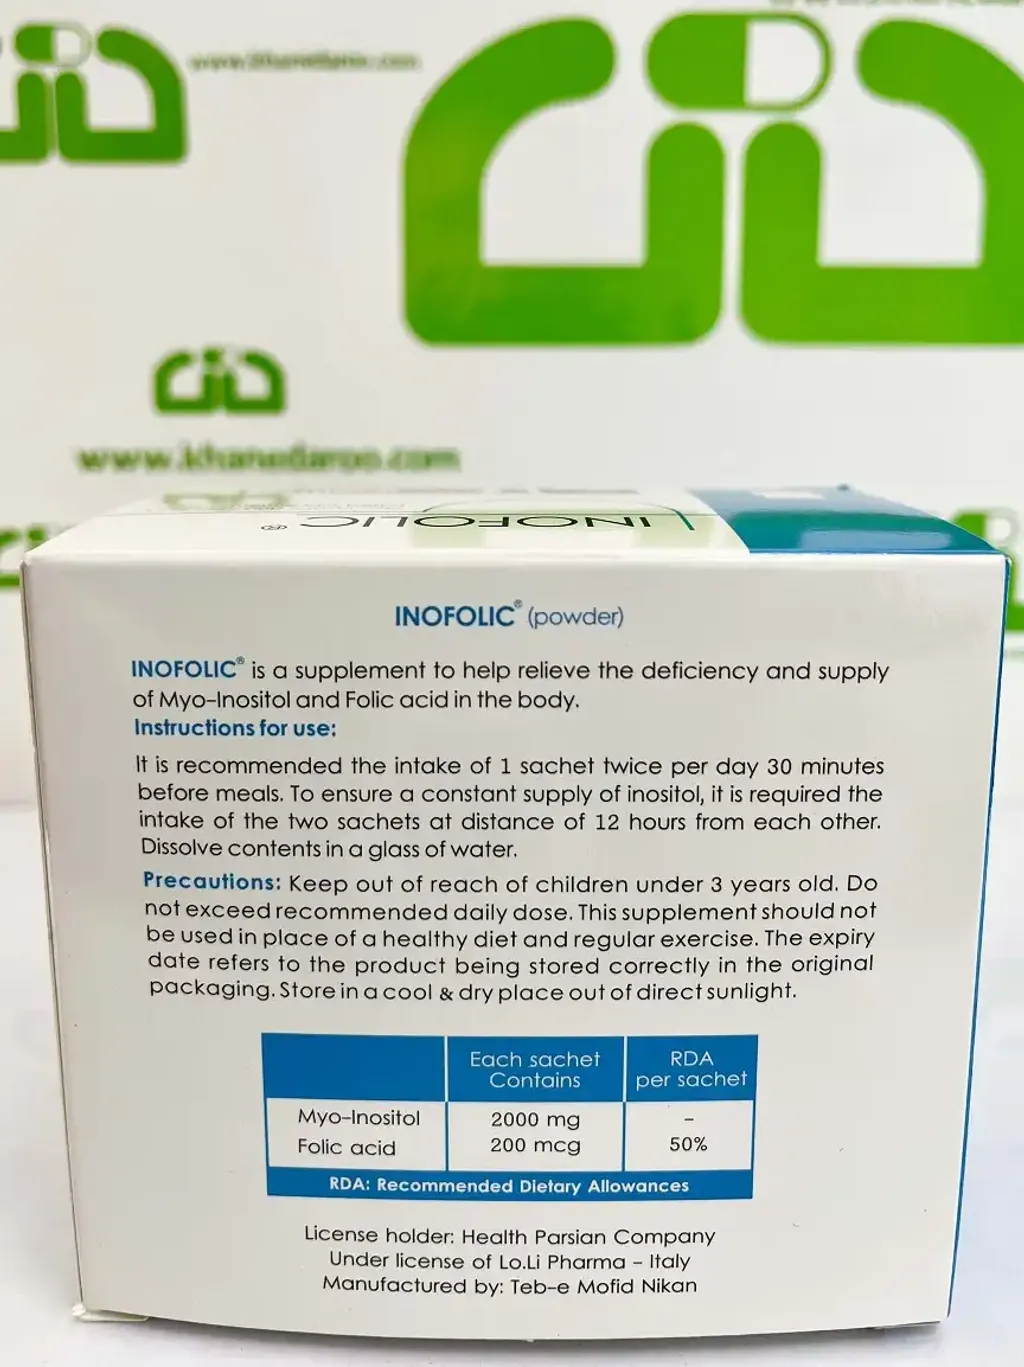 www.khanedaroo.com
www.khanedaroo.com
INOFOLIC®
INOFOLIC® (powder)
INOFOLIC® is a supplement to help relieve the deficiency and supply
of Myo-Inositol and Folic acid in the body.
Instructions for use:
It is recommended the intake of 1 sachet twice per day 30 minutes
before meals. To ensure a constant supply of inositol, it is required the
intake of the two sachets at distance of 12 hours from each other.
Dissolve contents in a glass of water.
Precautions: Keep out of reach of children under 3 years old. Do
not exceed recommended daily dose. This supplement should not
be used in place of a healthy diet and regular exercise. The expiry
date refers to the product being stored correctly in the original
packaging. Store in a cool & dry place out of direct sunlight.
Each sachet RDA
Contains per sachet
Myo-Inositol 2000 mg -
Folic acid 200 mcg 50%
RDA: Recommended Dietary Allowances
License holder: Health Parsian Company
Under license of Lo.Li Pharma - Italy
Manufactured by: Teb-e Mofid Nikan